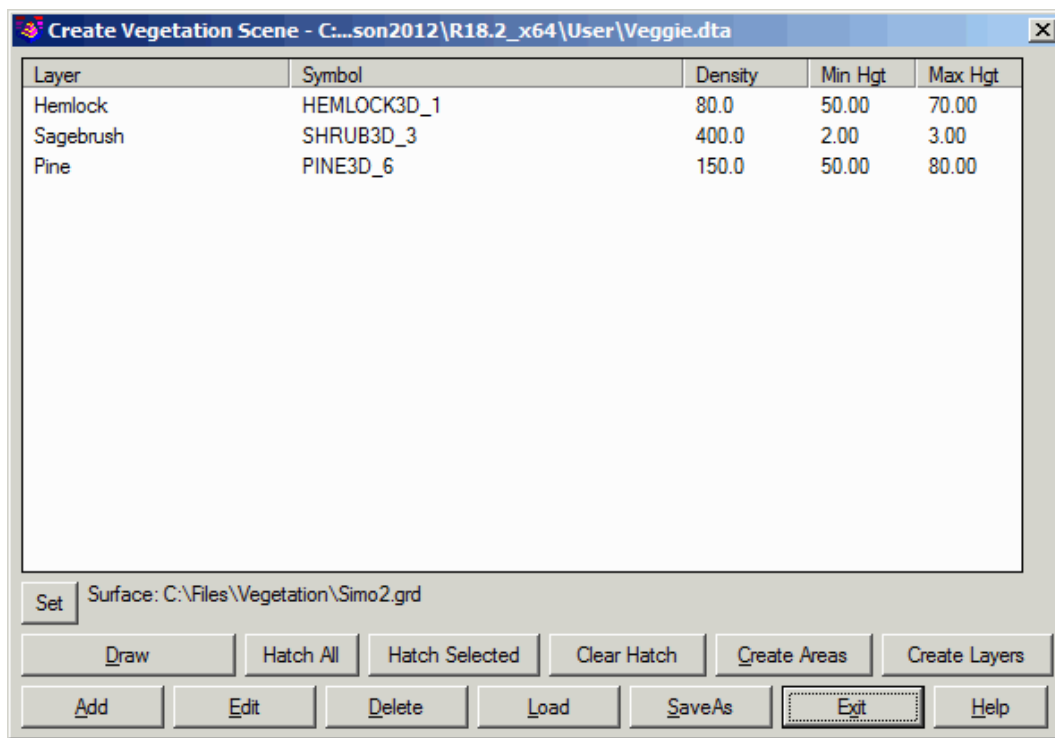 Create Vegetation Scene - C:...son2012\R18.2_x64\User\Veggie.dta
Layer Symbol Density Min Hgt Max Hgt
Hemlock HEMLOCK3D_1 80.0 50.00 70.00
Sagebrush SHRUB3D_3 400.0 2.00 3.00
Pine PINE3D_6 150.0 50.00 80.00
Set Surface: C:\Files\Vegetation\Simo2.grd
Draw Hatch All Hatch Selected Clear Hatch Create Areas Create Layers
Add Edit Delete Load SaveAs Exit Help